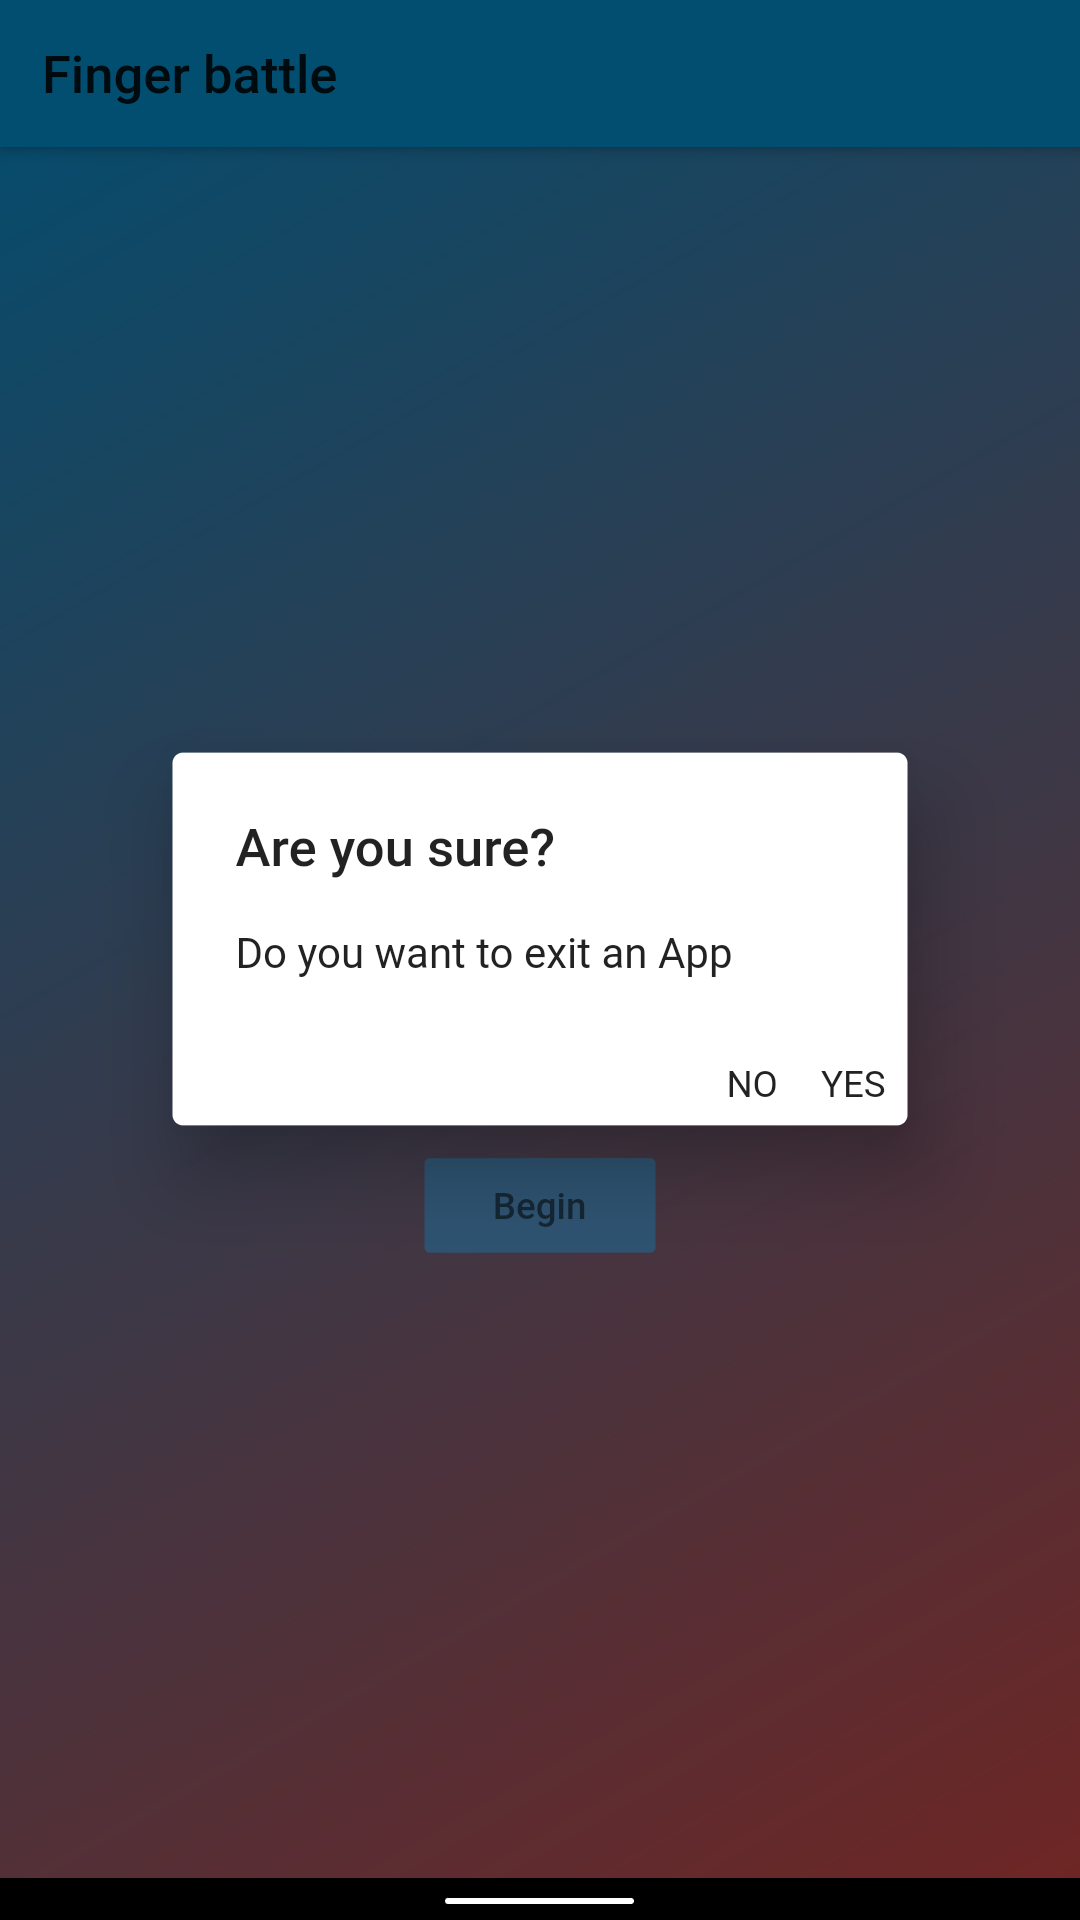 Finger battle
Are you sure?
Do you want to exit an App
NO YES
Begin